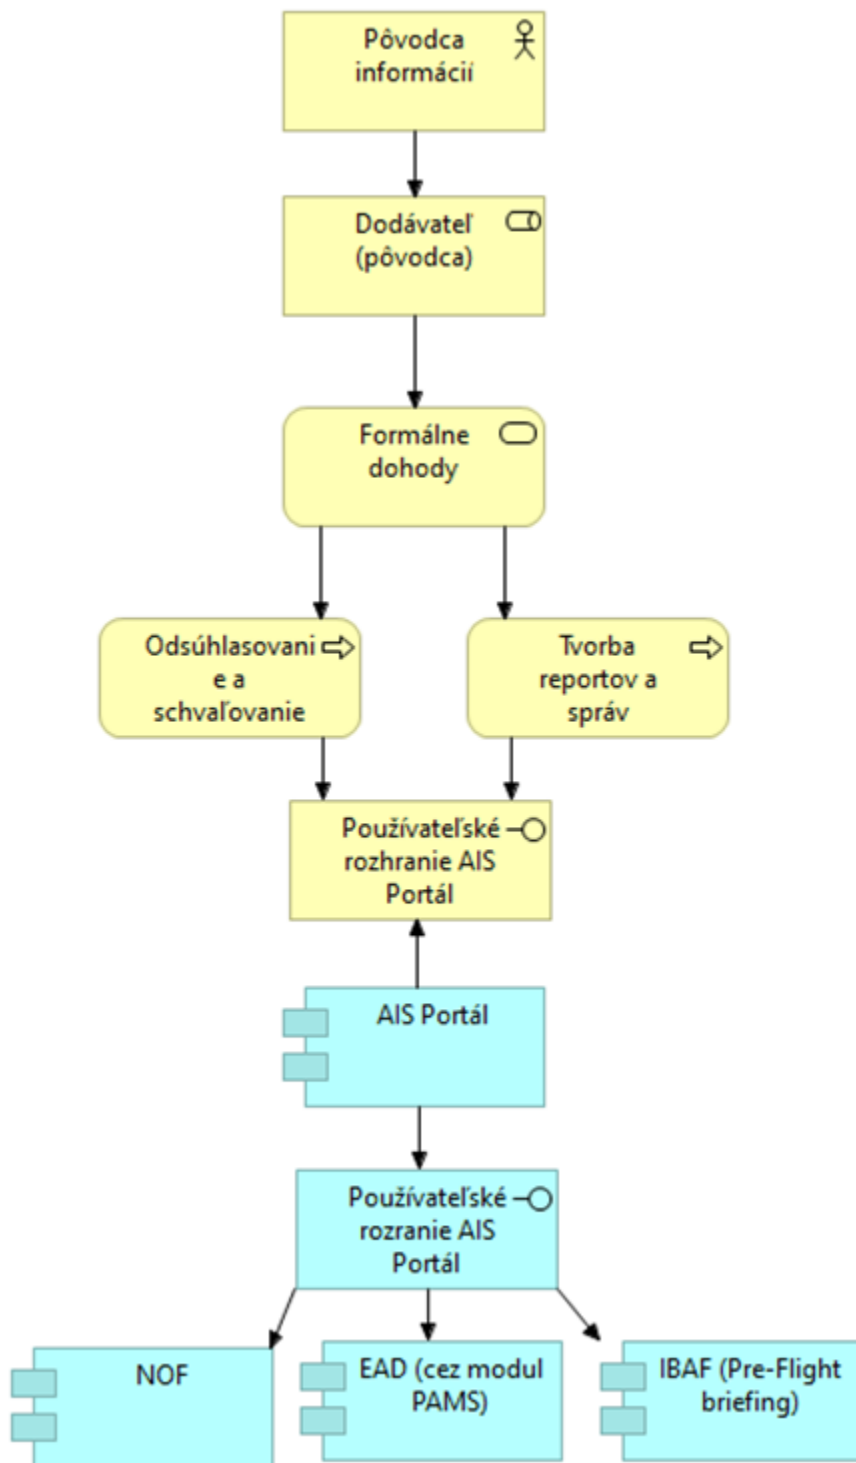 Pôvodca
informácií
Dodávateľ
(pôvodca)
Formálne
dohody
Odsúhlasovani
e a
schvaľovanie
Tvorba
reportov a
správ
Používateľské
rozhranie AIS
Portál
AIS Portál
Používateľské
rozranie AIS
Portál
NOF
EAD (cez modul
PAMS)
IBAF (Pre-Flight
briefing)